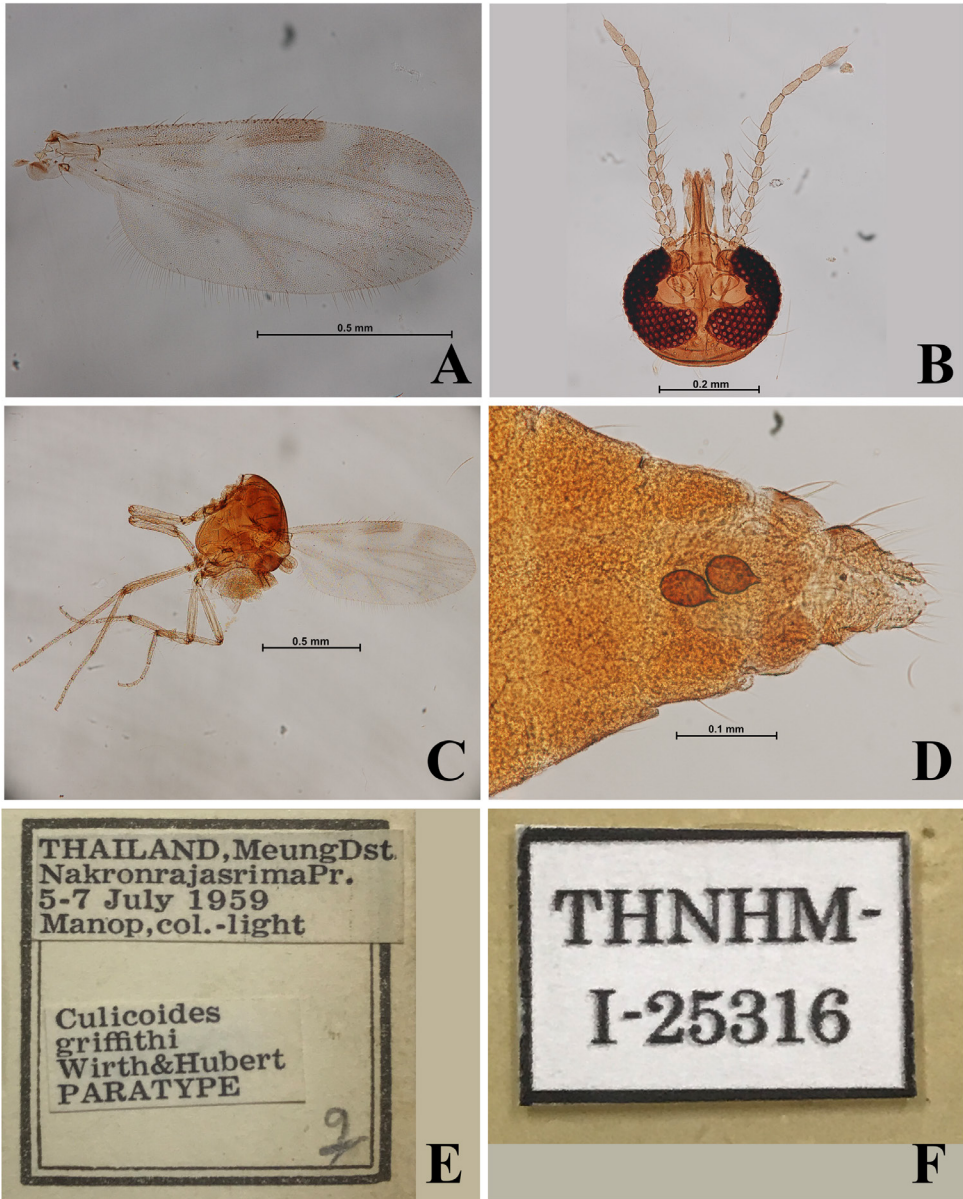 0.5 mm
A
0.2 mm
B
0.5 mm
C
0.1 mm
D
THAILAND,MeungDst.
NakronrajasrimaPr.
5-7 July 1959
Manop,col.-light
Culicoides
griffithi
Wirth&Hubert
PARATYPE
♀
E
THNHM-
I-25316
F